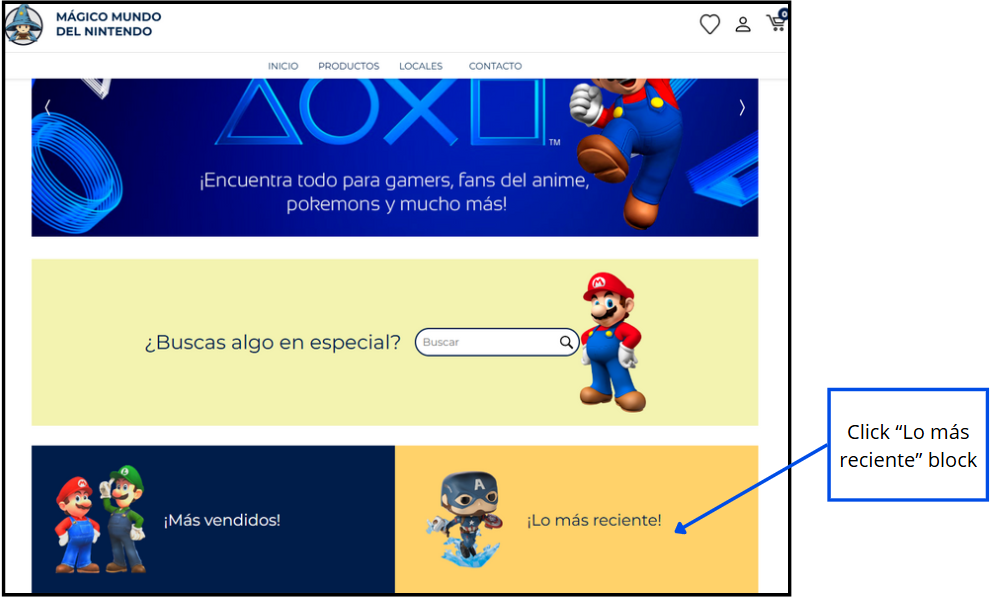 MÁGICO MUNDO
DEL NINTENDO
0
INICIO PRODUCTOS LOCALES CONTACTO
TM
¡Encuentra todo para gamers, fans del anime,
pokemons y mucho más!
¿Buscas algo en especial?
Buscar
¡Más vendidos!
¡Lo más reciente!
Click “Lo más
reciente” block